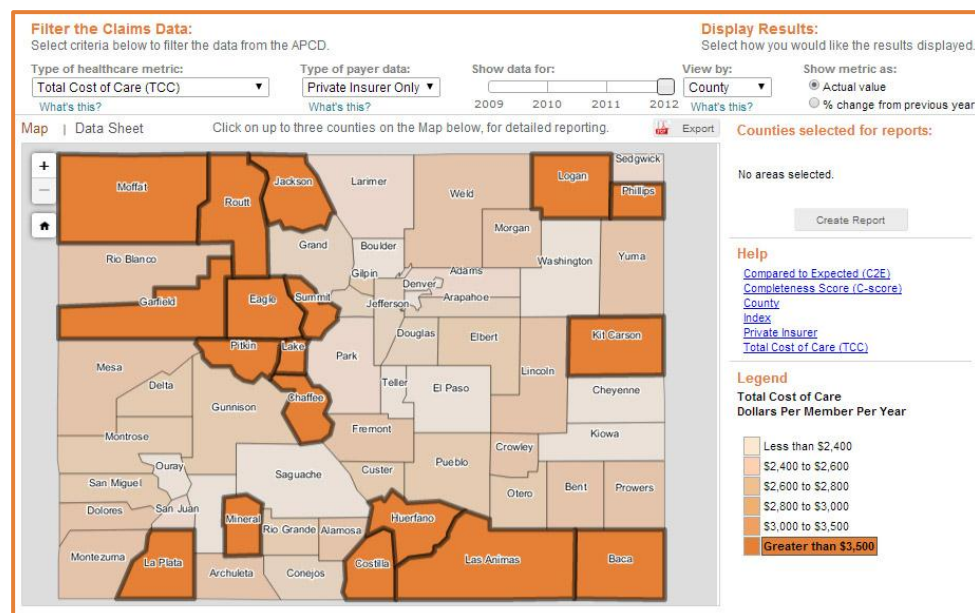 Filter the Claims Data:
Select criteria below to filter the data from the APCD.
Display Results:
Select how you would like the results displayed.
Type of healthcare metric:
Total Cost of Care (TCC)
What's this?
Type of payer data:
Private Insurer Only
What's this?
Show data for:
2009 2010 2011 2012
View by:
County
What's this?
Show metric as:
Actual value
% change from previous year
Map | Data Sheet
Click on up to three counties on the Map below, for detailed reporting.
Export
+
−
Moffat
Routt
Jackson
Larimer
Weld
Logan
Sedgwick
Phillips
Morgan
Grand
Boulder
Rio Blanco
Washington
Yuma
Gilpin
Adams
Denver
Garfield
Eagle
Summit
Jefferson
Arapahoe
Douglas
Elbert
Kit Carson
Pitkin
Lake
Park
Mesa
Lincoln
Delta
Teller
El Paso
Cheyenne
Chaffee
Gunnison
Fremont
Kiowa
Montrose
Crowley
Ouray
Saguache
Custer
Pueblo
San Miguel
Otero
Bent
Prowers
Dolores
San Juan
Mineral
Huerfano
Rio Grande
Alamosa
Montezuma
La Plata
Archuleta
Conejos
Costilla
Las Animas
Baca
Counties selected for reports:
No areas selected.
Create Report
Help
Compared to Expected (C2E)
Completeness Score (C-score)
County
Index
Private Insurer
Total Cost of Care (TCC)
Legend
Total Cost of Care
Dollars Per Member Per Year
Less than $2,400
$2,400 to $2,600
$2,600 to $2,800
$2,800 to $3,000
$3,000 to $3,500
Greater than $3,500